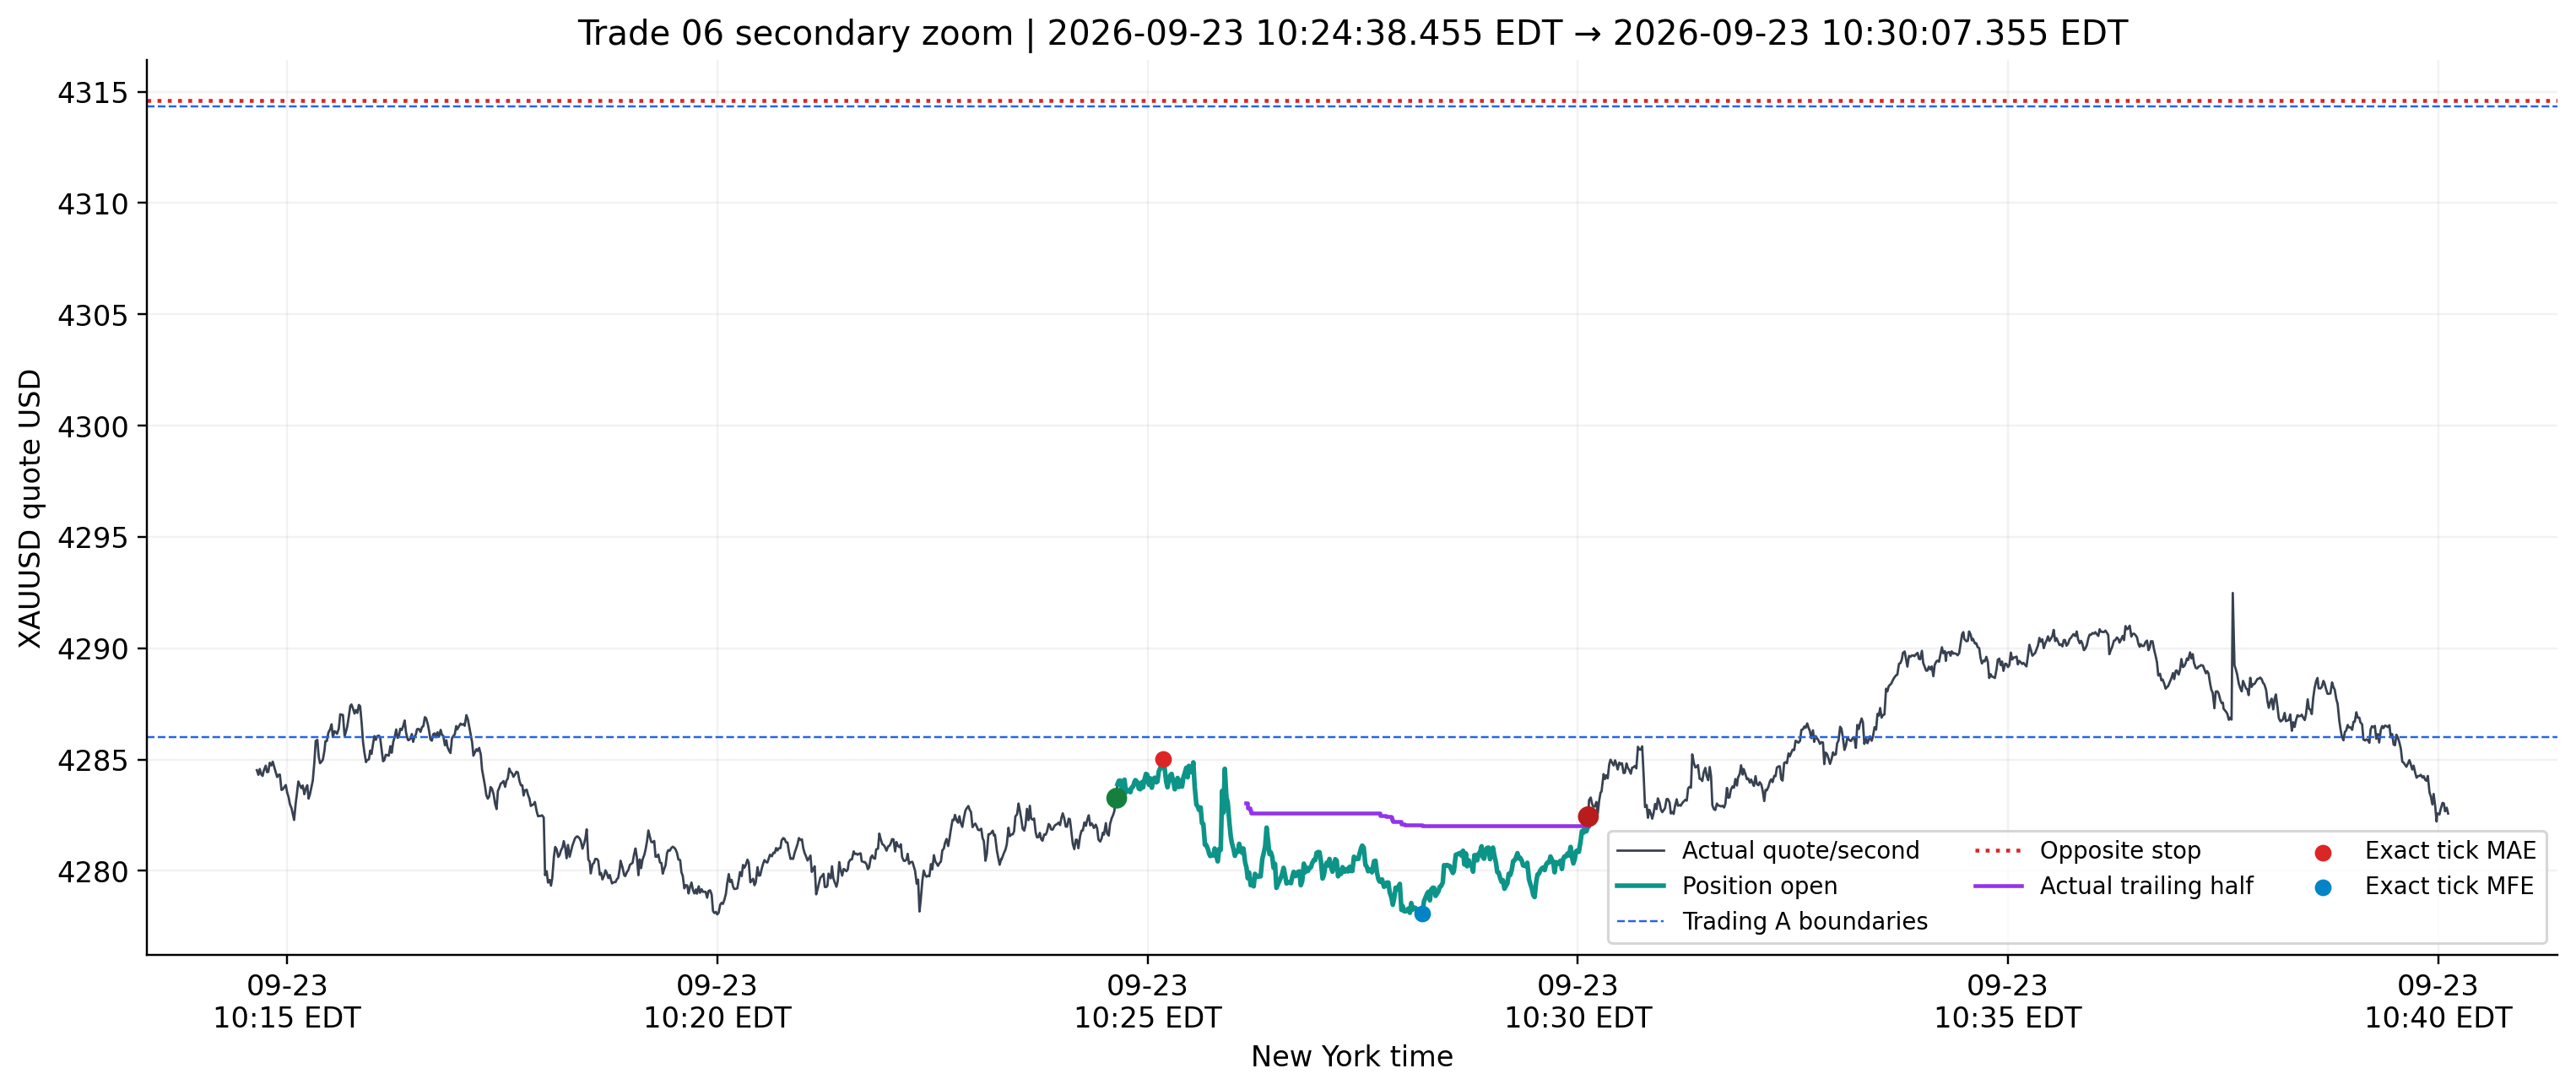 Trade 06 secondary zoom | 2026-09-23 10:24:38.455 EDT → 2026-09-23 10:30:07.355 EDT
XAUUSD quote USD
4315
4310
4305
4300
4295
4290
4285
4280
Actual quote/second
Position open
Trading A boundaries
Opposite stop
Actual trailing half
Exact tick MAE
Exact tick MFE
09-23
10:15 EDT
09-23
10:20 EDT
09-23
10:25 EDT
09-23
10:30 EDT
09-23
10:35 EDT
09-23
10:40 EDT
New York time